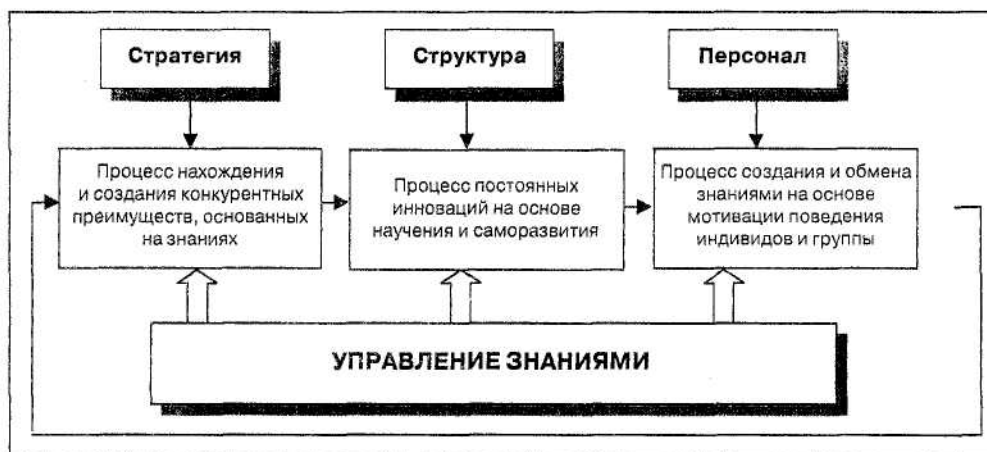 Стратегия
Структура
Персонал
Процесс нахождения
и создания конкурентных
преимуществ, основанных
на знаниях
Процесс постоянных
инноваций на основе
научения и саморазвития
Процесс создания и обмена
знаниями на основе
мотивации поведения
индивидов и группы
УПРАВЛЕНИЕ ЗНАНИЯМИ